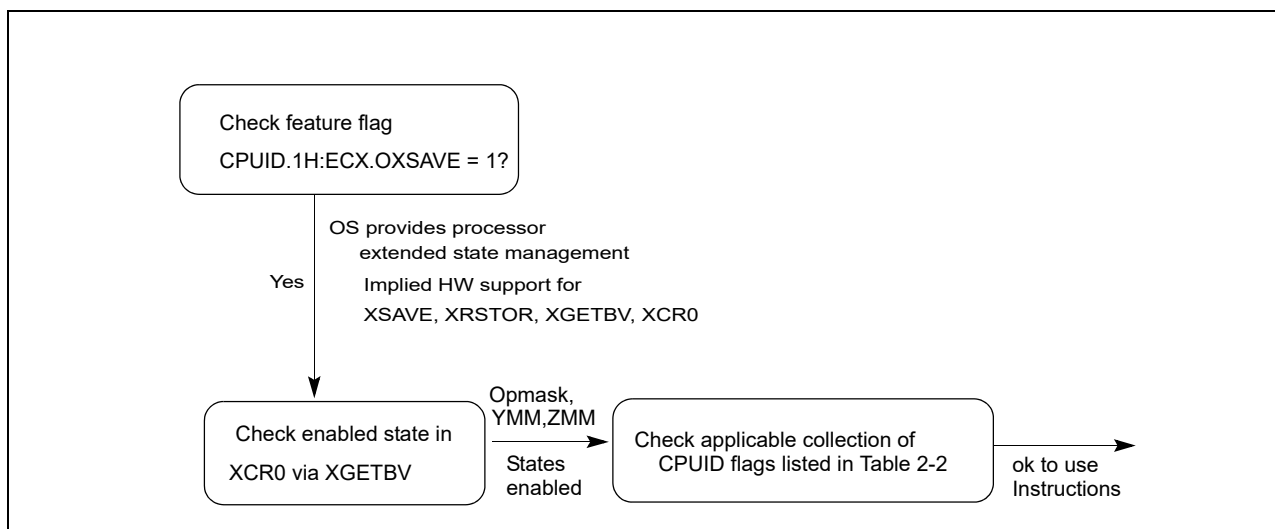 Check feature flag
CPUID.1H:ECX.OXSAVE = 1?
OS provides processor
extended state management
Yes
Implied HW support for
XSAVE, XRSTOR, XGETBV, XCR0
Check enabled state in
XCR0 via XGETBV
Opmask,
YMM,ZMM
States
enabled
Check applicable collection of
CPUID flags listed in Table 2-2
ok to use
Instructions